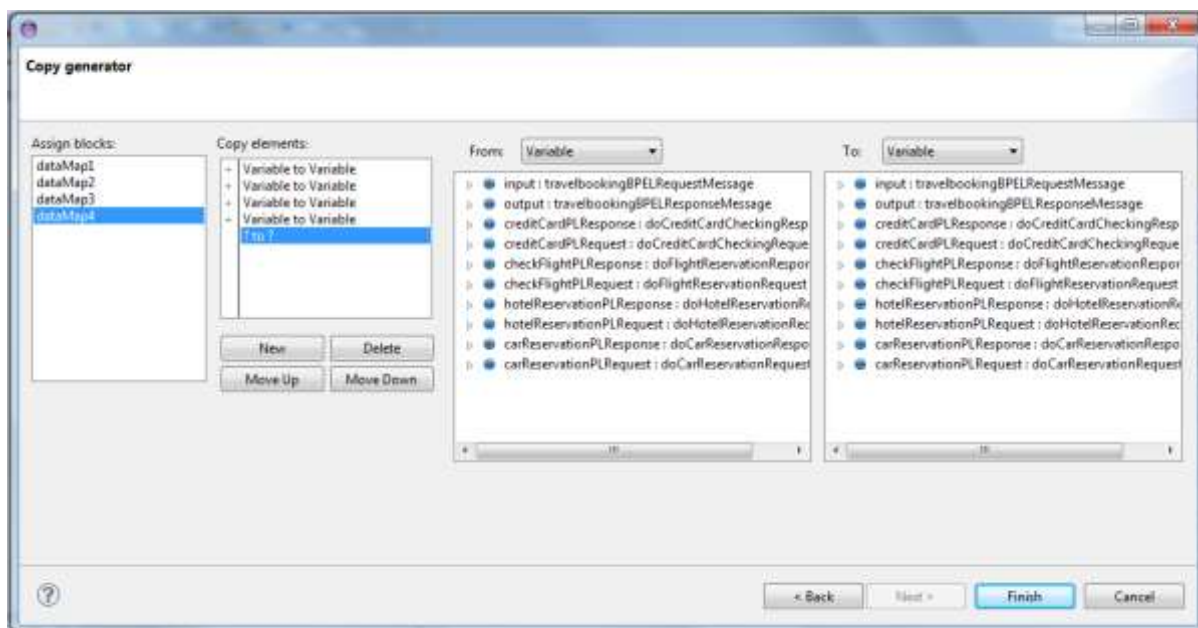 Copy generator
Assign blocks:
dataMap1
dataMap2
dataMap3
dataMap4
Copy elements:
Variable to Variable
Variable to Variable
Variable to Variable
Variable to Variable
? to ?
New
Delete
Move Up
Move Down
From:
Variable
input : travelbookingBPELRequestMessage
output : travelbookingBPELResponseMessage
creditCardPLResponse : doCreditCardCheckingResp
creditCardPLRequest : doCreditCardCheckingReque
checkFlightPLResponse : doFlightReservationRespor
checkFlightPLRequest : doFlightReservationRequest
hotelReservationPLResponse : doHotelReservationRe
hotelReservationPLRequest : doHotelReservationRec
carReservationPLResponse : doCarReservationRespo
carReservationPLRequest : doCarReservationRequest
To:
Variable
input : travelbookingBPELRequestMessage
output : travelbookingBPELResponseMessage
creditCardPLResponse : doCreditCardCheckingResp
creditCardPLRequest : doCreditCardCheckingReque
checkFlightPLResponse : doFlightReservationRespor
checkFlightPLRequest : doFlightReservationRequest
hotelReservationPLResponse : doHotelReservationRe
hotelReservationPLRequest : doHotelReservationRec
carReservationPLResponse : doCarReservationRespo
carReservationPLRequest : doCarReservationRequest
?
< Back
Next >
Finish
Cancel